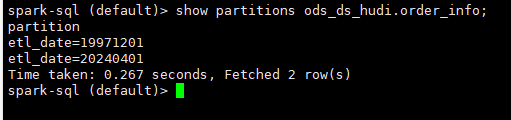 spark-sql (default)> show partitions ods_ds_hudi.order_info;
partition
etl_date=19971201
etl_date=20240401
Time taken: 0.267 seconds, Fetched 2 row(s)
spark-sql (default)>